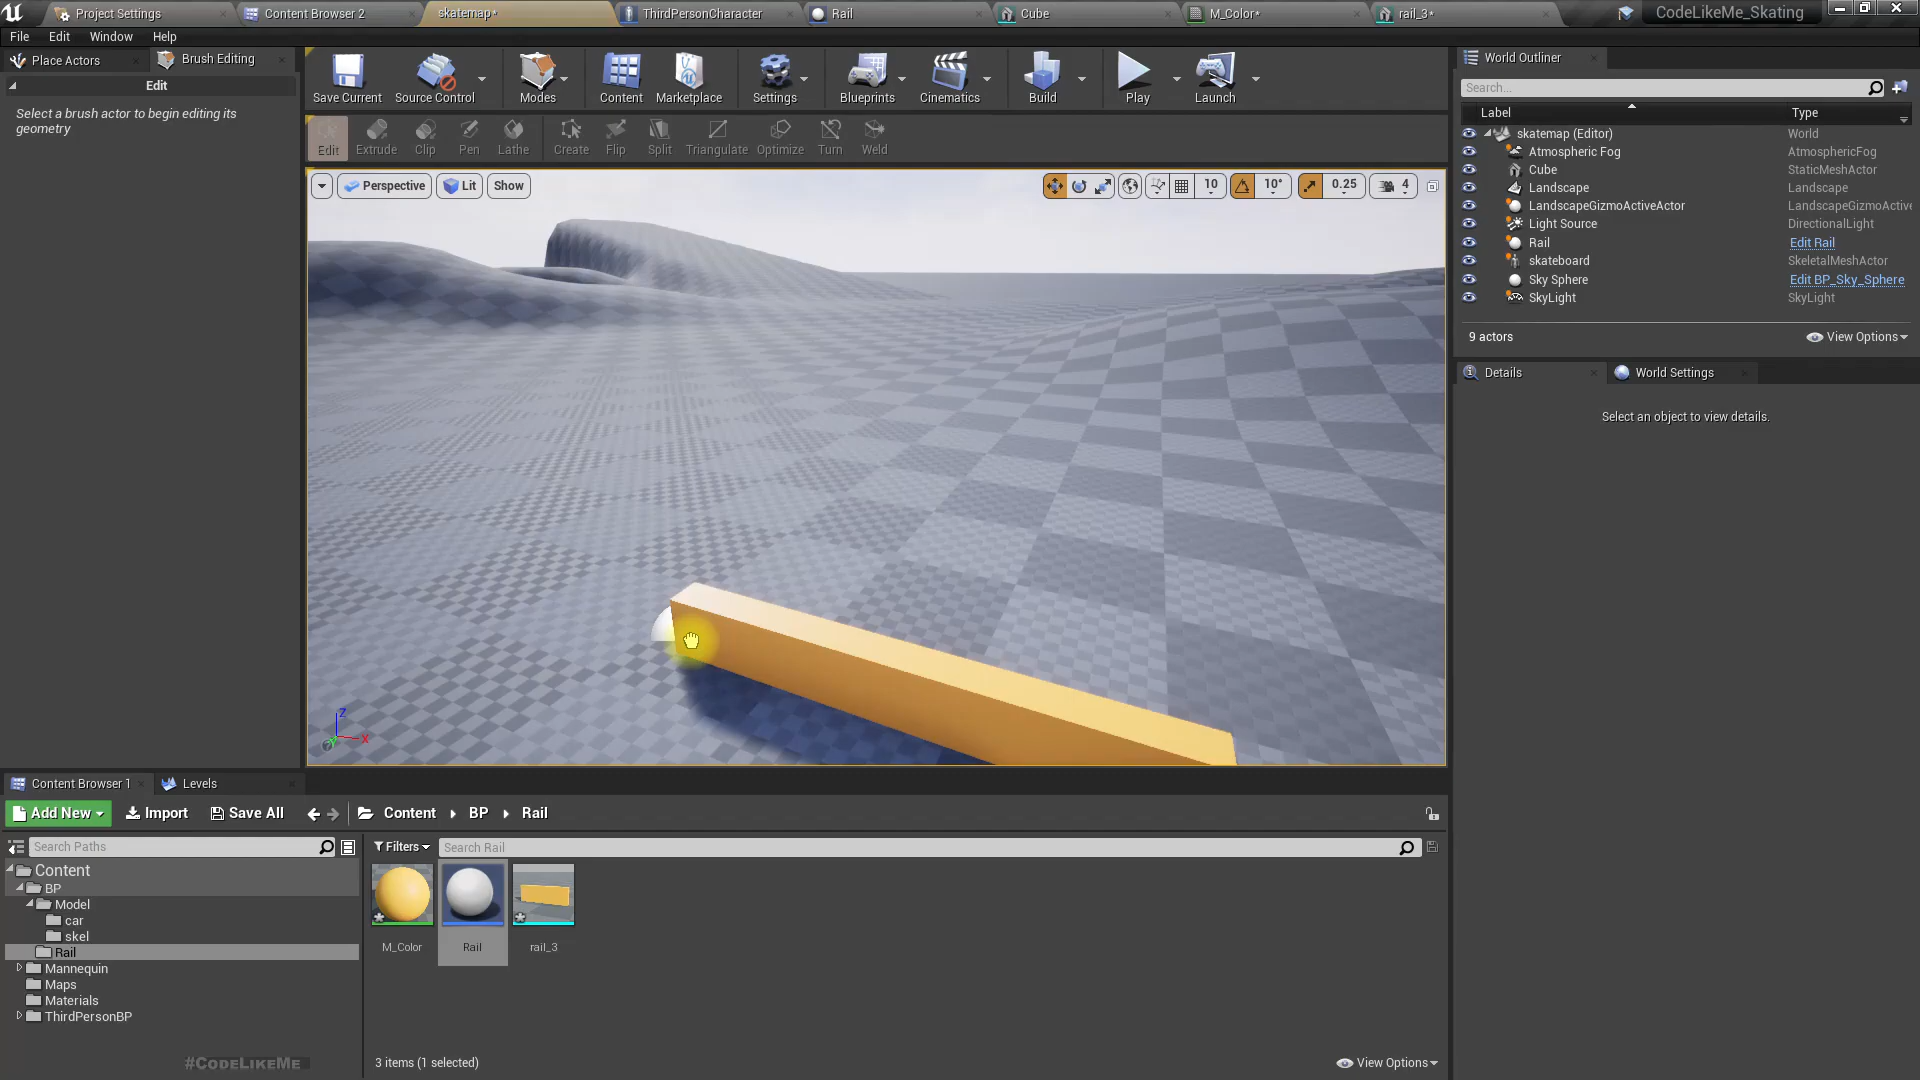 Project Settings
Content Browser 2
skatemap*
ThirdPersonCharacter
Rail
Cube
M_Color*
rail_3*
CodeLikeMe_Skating
File Edit Window Help
Place Actors
Brush Editing
Edit
Select a brush actor to begin editing its
geometry
Save Current
Source Control
Modes
Content
Marketplace
Settings
Blueprints
Cinematics
Build
Play
Launch
Edit
Extrude
Clip
Pen
Lathe
Create
Flip
Split
Triangulate
Optimize
Turn
Weld
Perspective
Lit
Show
10
10°
0.25
4
Z
X
Y
World Outliner
Search...
Label
Type
skatemap (Editor) World
Atmospheric Fog AtmosphericFog
Cube StaticMeshActor
Landscape Landscape
LandscapeGizmoActiveActor LandscapeGizmoActive
Light Source DirectionalLight
Rail Edit Rail
skateboard SkeletalMeshActor
Sky Sphere Edit BP_Sky_Sphere
SkyLight SkyLight
9 actors
View Options
Details
World Settings
Select an object to view details.
Content Browser 1
Levels
Add New
Import
Save All
Content
BP
Rail
Search Paths
Filters
Search Rail
Content
BP
Model
car
skel
Rail
Mannequin
Maps
Materials
ThirdPersonBP
M_Color
Rail
rail_3
#CodeLikeMe
3 items (1 selected)
View Options